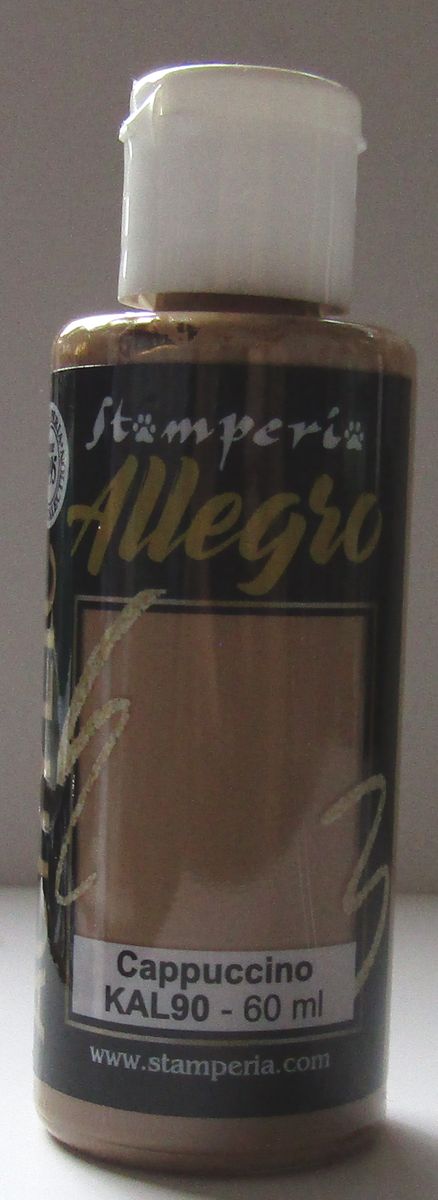 Stamperia
Allegro
Cappuccino
KAL90 - 60 ml
www.stamperia.com